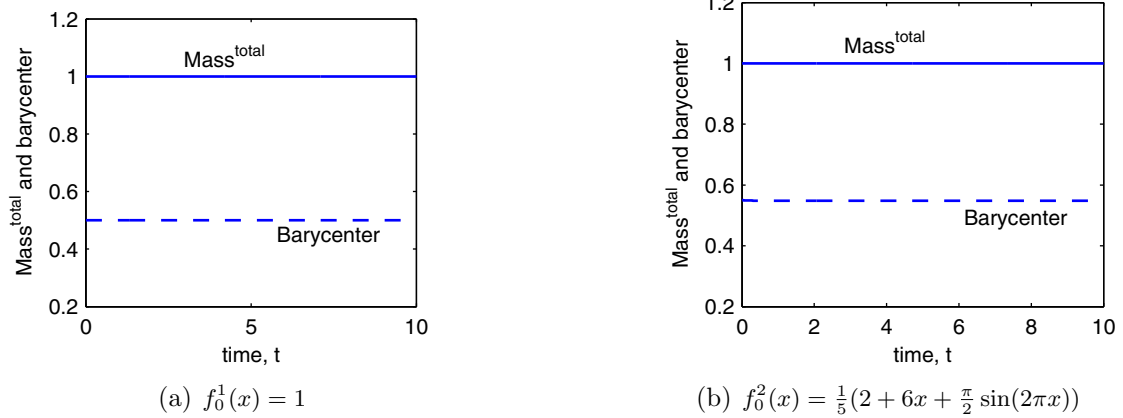 1.2
1
0.8
0.6
0.4
0.2
0 5 10
Mass^total and barycenter
Mass^total
Barycenter
time, t
(a) f_0^1(x) = 1
1.2
1
0.8
0.6
0.4
0.2
0 2 4 6 8 10
Mass^total and barycenter
Mass^total
Barycenter
time, t
(b) f_0^2(x) = \frac{1}{5}(2 + 6x + \frac{π}{2} sin(2πx))